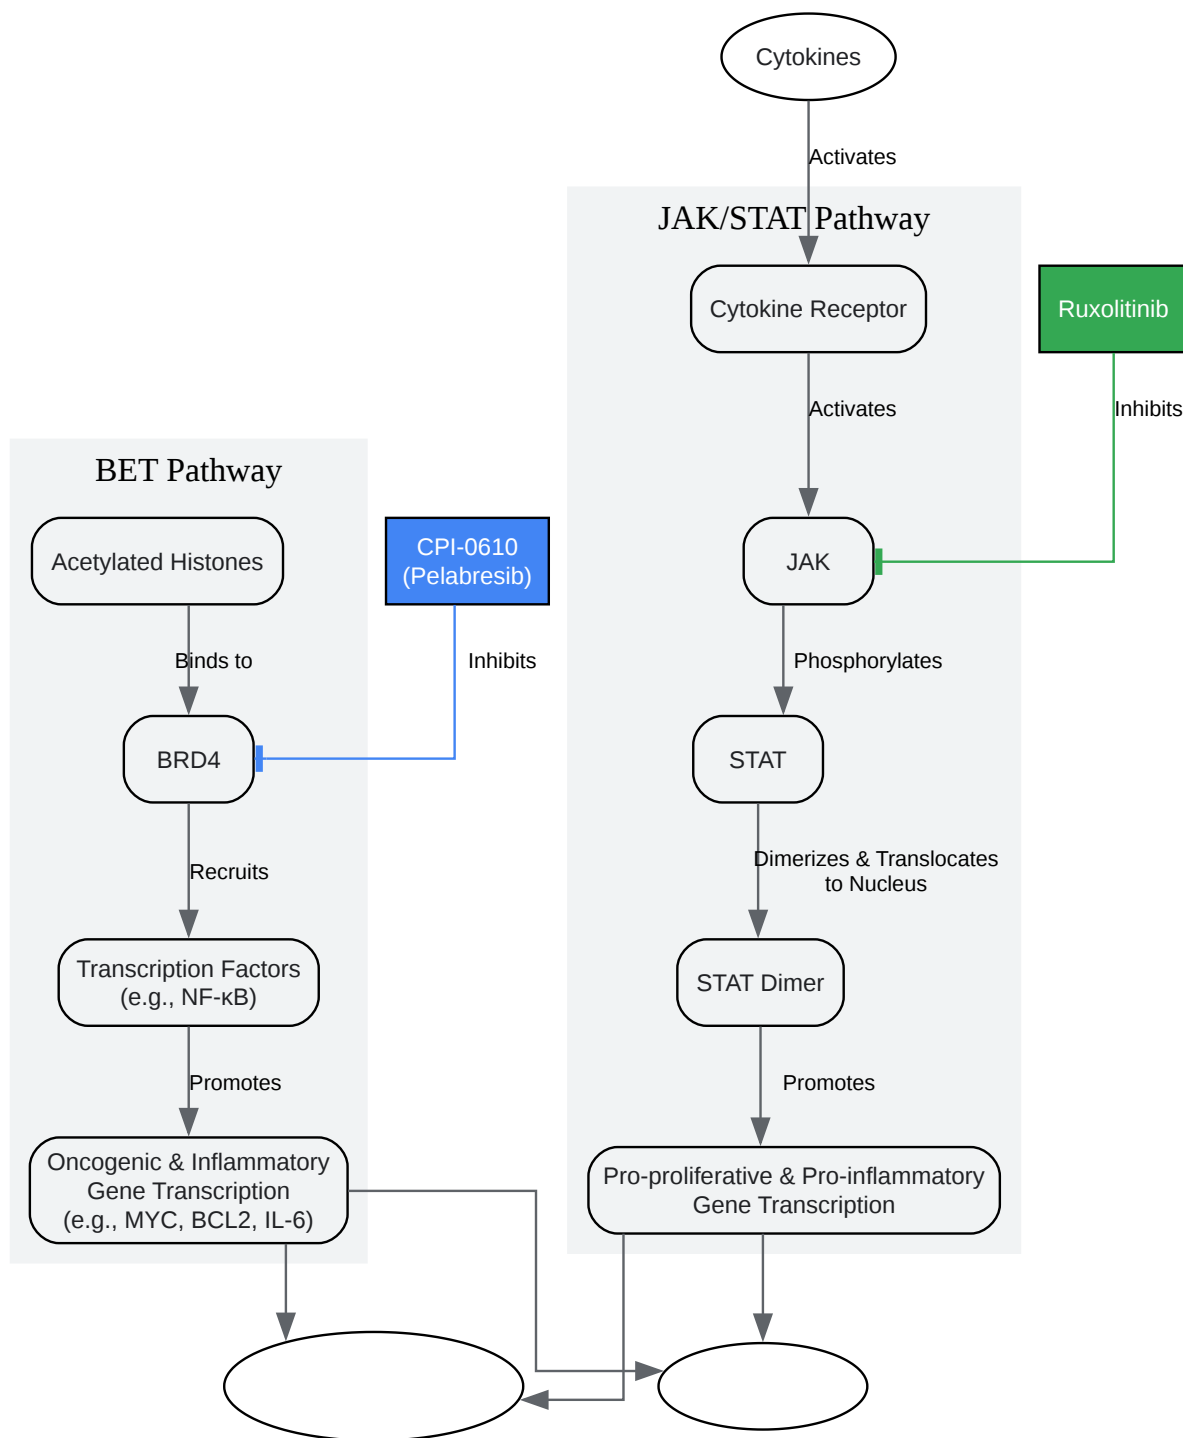 Cytokines
Activates
JAK/STAT Pathway
Cytokine Receptor
Ruxolitinib
Activates
Inhibits
BET Pathway
Acetylated Histones
CPI-0610
(Pelabresib)
JAK
Binds to
Inhibits
Phosphorylates
BRD4
STAT
Recruits
Dimerizes & Translocates
to Nucleus
Transcription Factors
(e.g., NF-κB)
STAT Dimer
Promotes
Promotes
Oncogenic & Inflammatory
Gene Transcription
(e.g., MYC, BCL2, IL-6)
Pro-proliferative & Pro-inflammatory
Gene Transcription